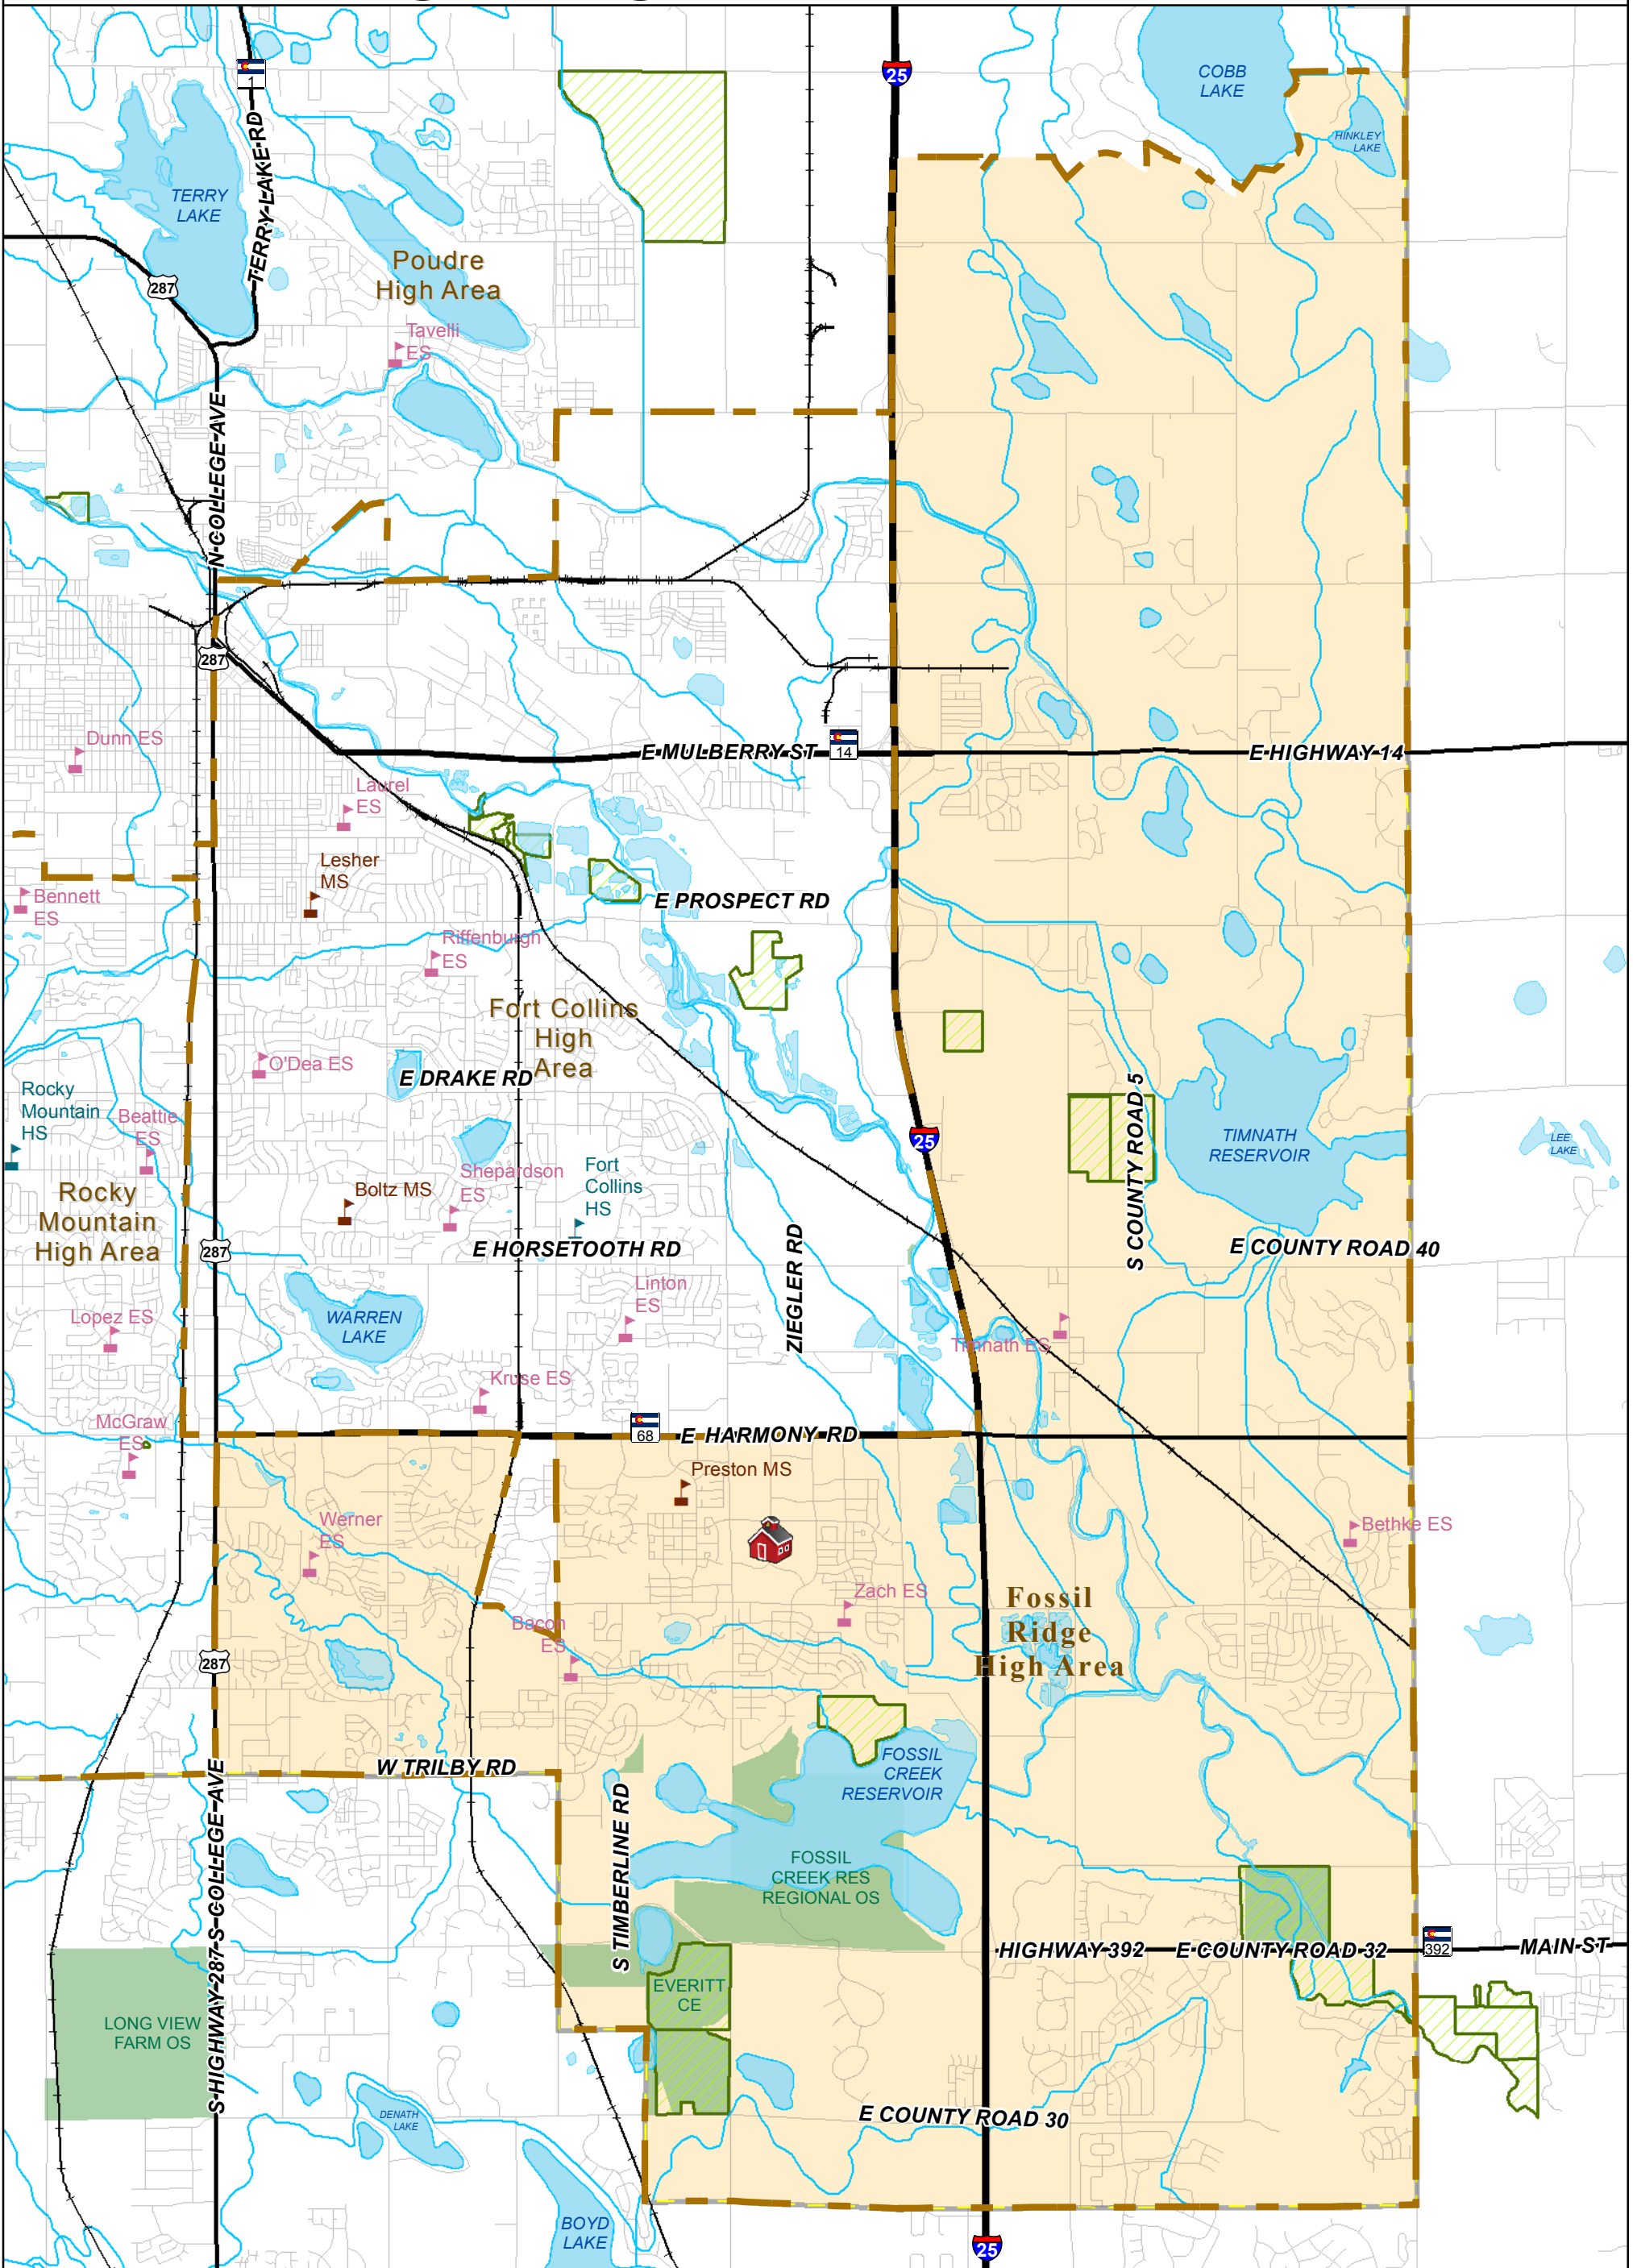 1
25
COBB
LAKE
HINKLEY
LAKE
TERRY
LAKE
TERRY LAKE RD
287
Poudre
High Area
Tavelli
ES
N COLLEGE AVE
287
Dunn ES
E MULBERRY ST
14
E HIGHWAY 14
Laurel
ES
Lesher
MS
Bennett
ES
E PROSPECT RD
Riffenburgh
ES
Fort Collins
High
Area
O'Dea ES
E DRAKE RD
Rocky
Mountain
HS
Beattie
ES
25
S COUNTY ROAD 5
TIMNATH
RESERVOIR
LEE
LAKE
Shepardson
ES
Fort
Collins
HS
Boltz MS
Rocky
Mountain
High Area
287
E HORSETOOTH RD
ZIEGLER RD
E COUNTY ROAD 40
Linton
ES
Lopez ES
WARREN
LAKE
Timnath ES
Kruse ES
McGraw
ES
68
E HARMONY RD
Preston MS
Werner
ES
Bethke ES
Zach ES
Fossil
Ridge
High Area
Bacon
ES
287
W TRILBY RD
FOSSIL
CREEK
RESERVOIR
S TIMBERLINE RD
FOSSIL
CREEK RES
REGIONAL OS
S HIGHWAY 287 S COLLEGE AVE
HIGHWAY 392
E COUNTY ROAD 32
392
MAIN ST
EVERITT
CE
LONG VIEW
FARM OS
DENATH
LAKE
E COUNTY ROAD 30
BOYD
LAKE
25